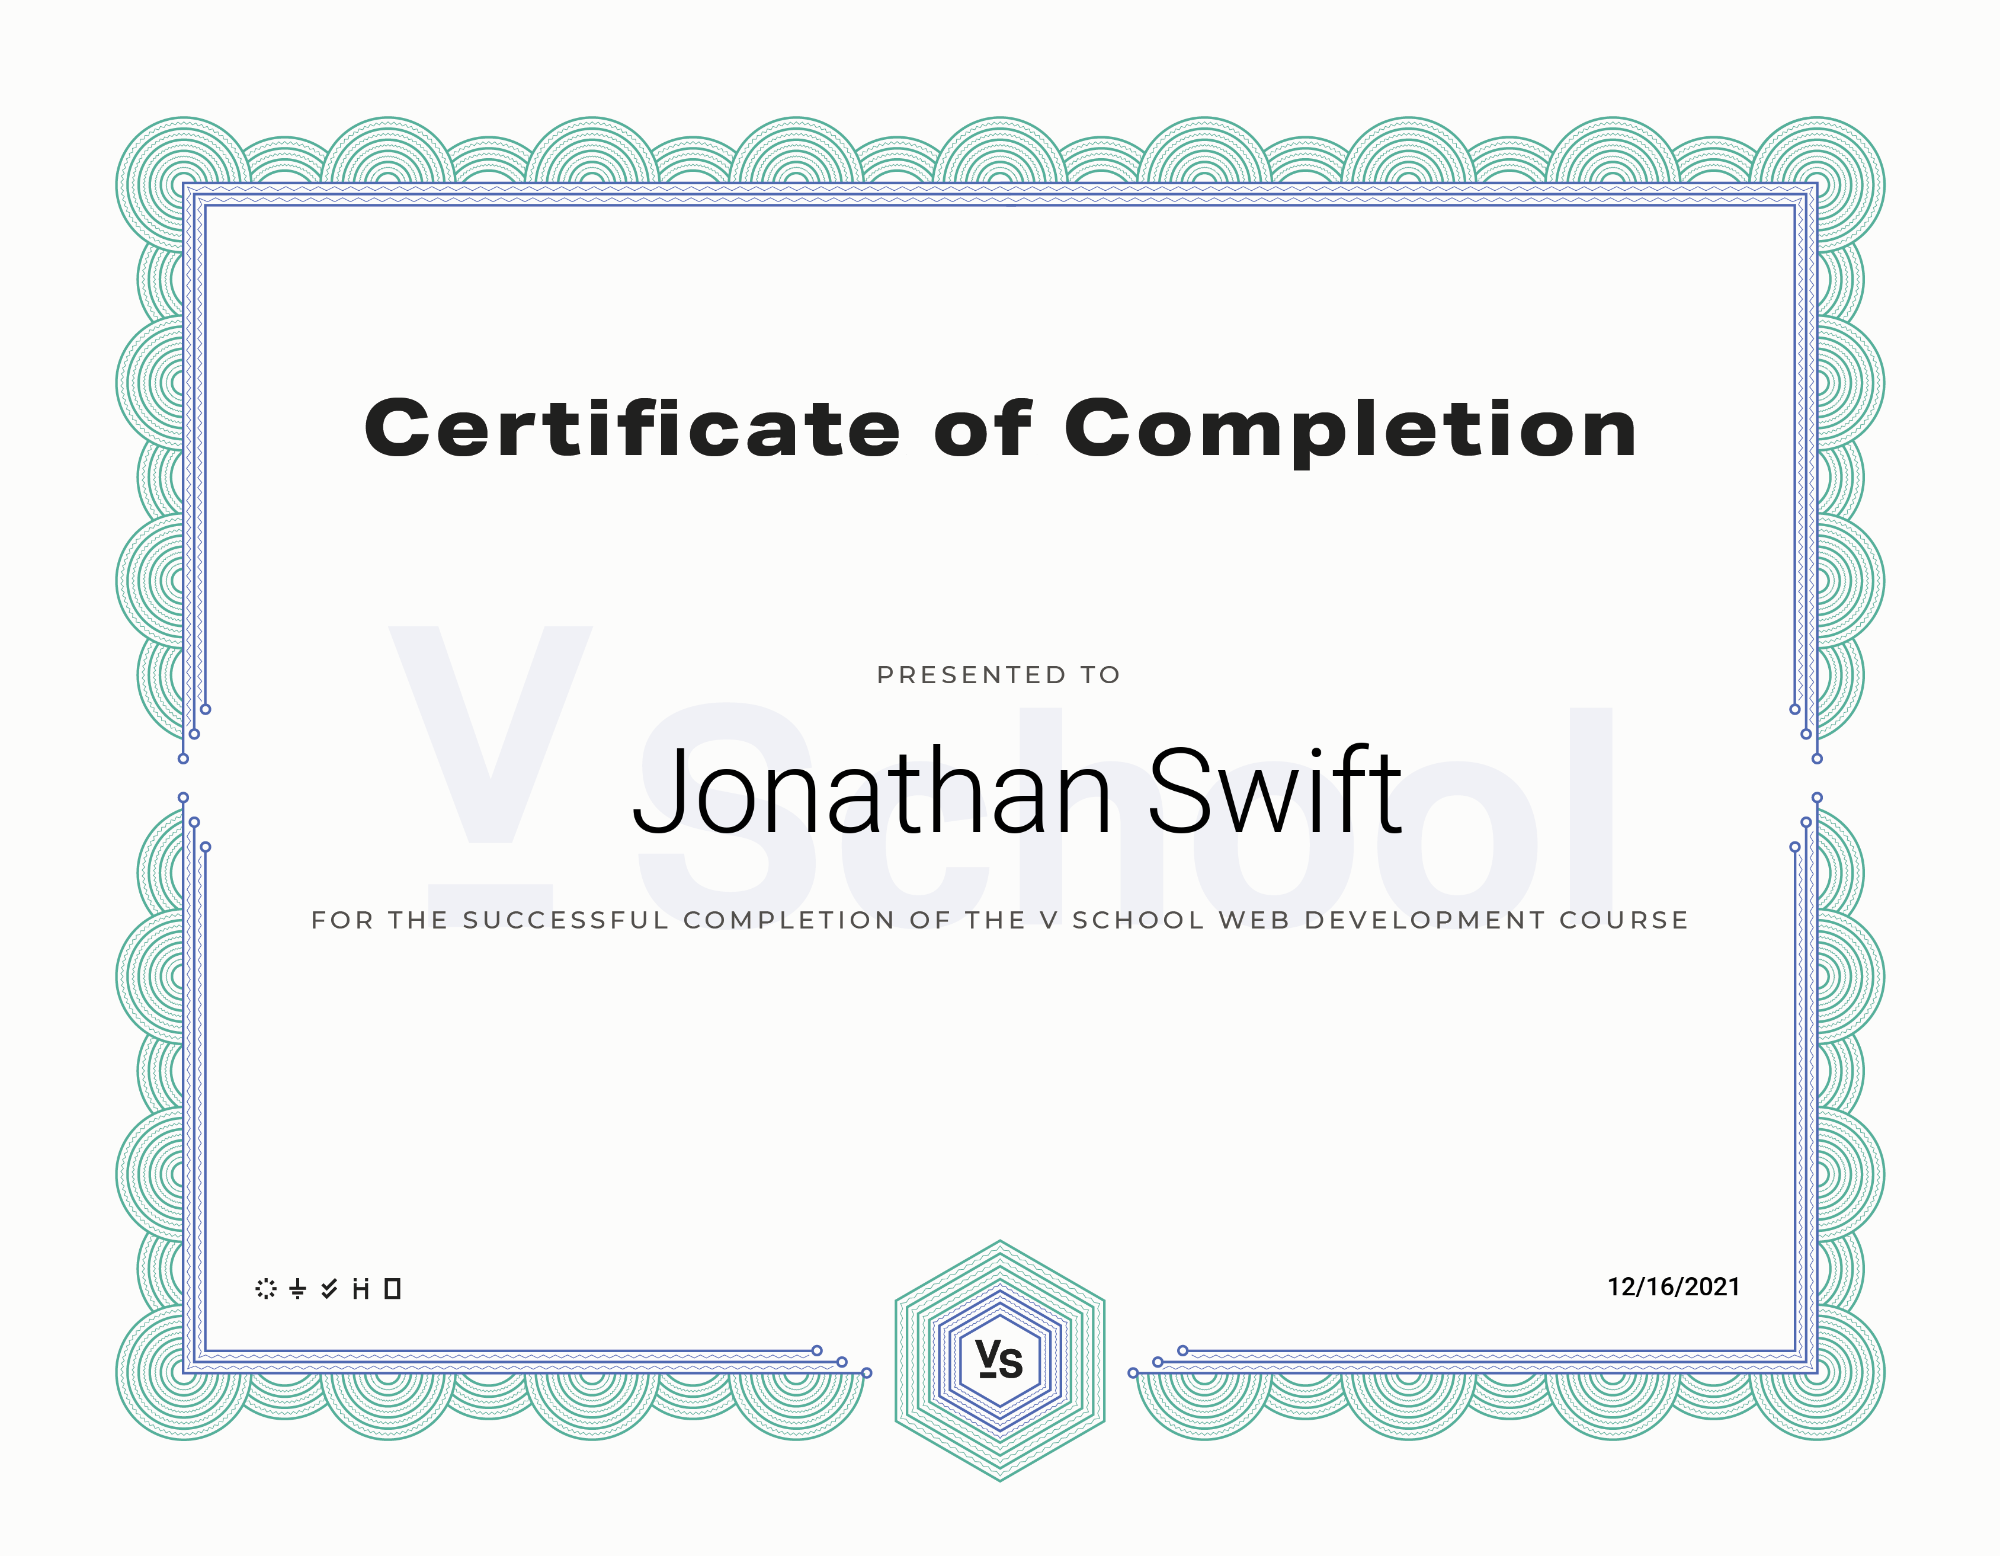 Certificate of Completion
V School
PRESENTED TO
Jonathan Swift
FOR THE SUCCESSFUL COMPLETION OF THE V SCHOOL WEB DEVELOPMENT COURSE
12/16/2021
VS